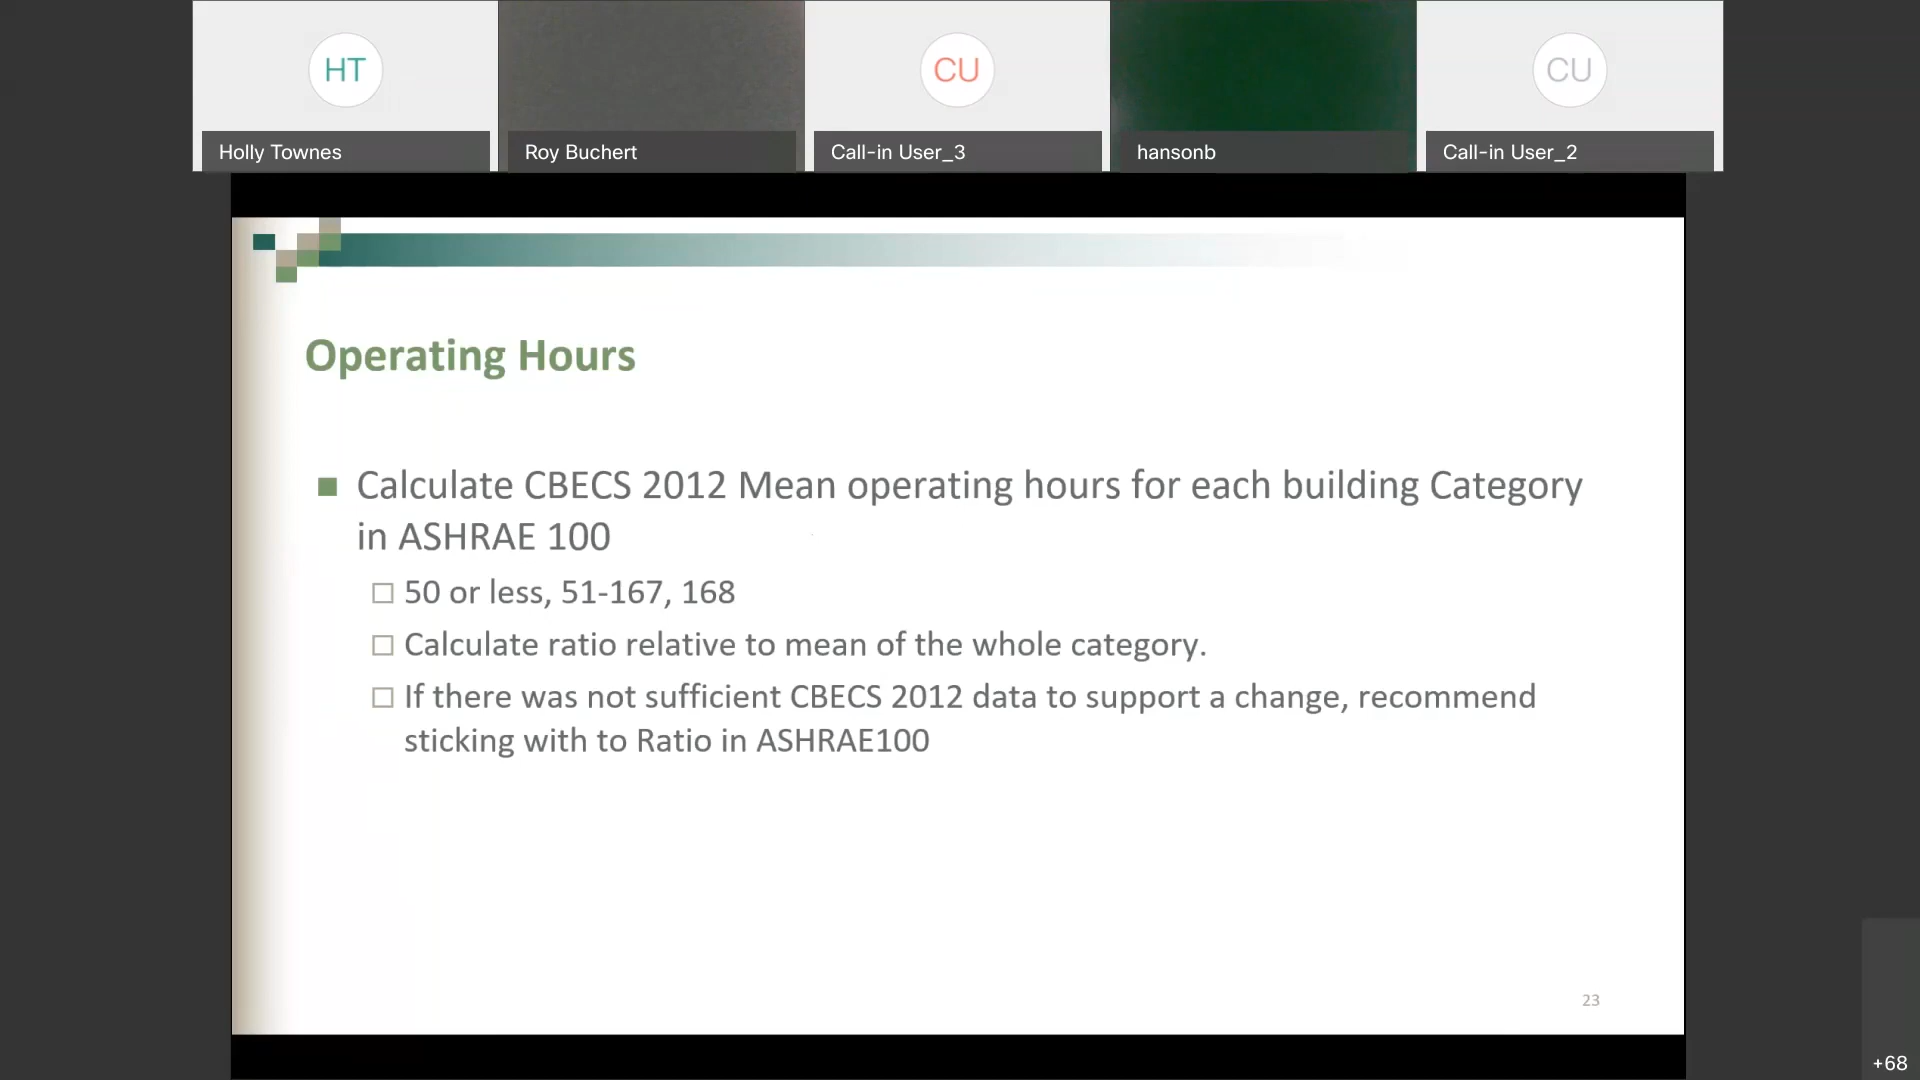 HT
CU
CU
Holly Townes
Roy Buchert
Call-in User_3
hansonb
Call-in User_2
Operating Hours
Calculate CBECS 2012 Mean operating hours for each building Category
in ASHRAE 100
50 or less, 51-167, 168
Calculate ratio relative to mean of the whole category.
If there was not sufficient CBECS 2012 data to support a change, recommend
sticking with to Ratio in ASHRAE100
23
+68